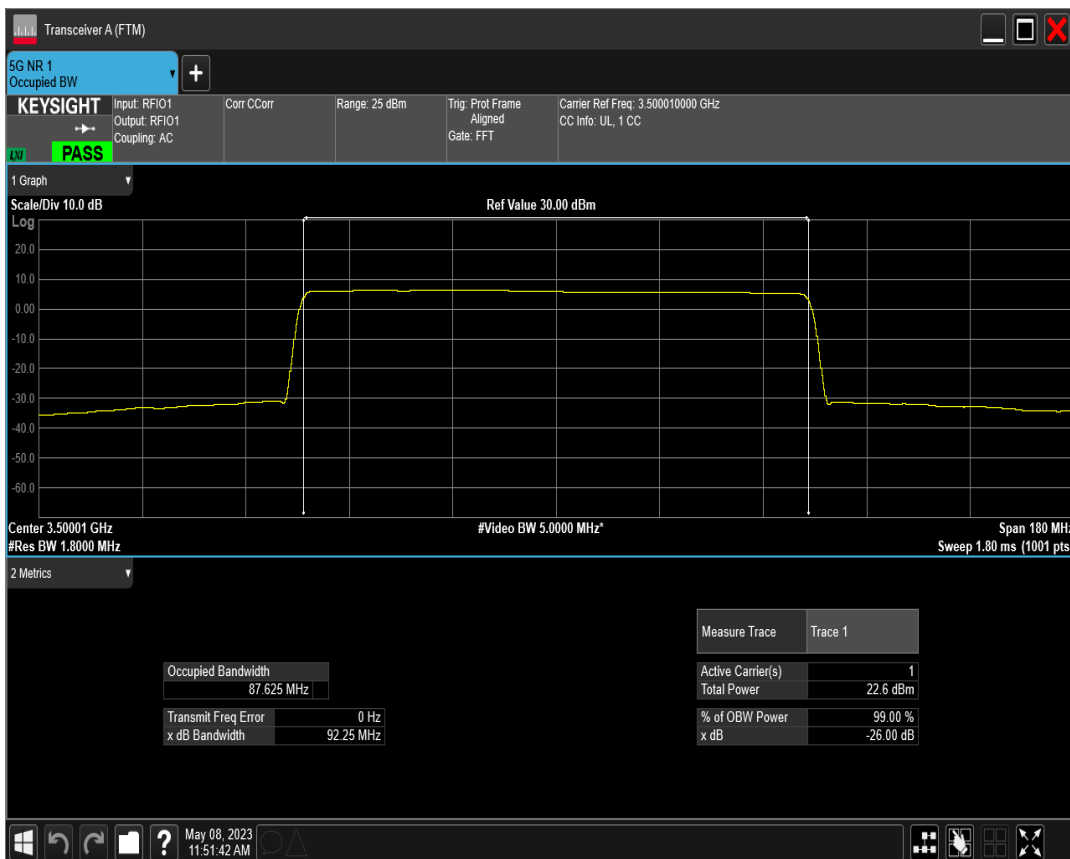 Transceiver A (FTM)
5G NR 1
Occupied BW
+
KEYSIGHT
LXI
PASS
Input: RFIO1
Output: RFIO1
Coupling: AC
Corr CCorr
Range: 25 dBm
Trig: Prot Frame
Aligned
Gate: FFT
Carrier Ref Freq: 3.500010000 GHz
CC Info: UL, 1 CC
1 Graph
Scale/Div 10.0 dB
Ref Value 30.00 dBm
Log
20.0
10.0
0.00
-10.0
-20.0
-30.0
-40.0
-50.0
-60.0
Center 3.50001 GHz
#Video BW 5.0000 MHz*
Span 180 MHz
#Res BW 1.8000 MHz
Sweep 1.80 ms (1001 pts
2 Metrics
Measure Trace Trace 1
Occupied Bandwidth
87.625 MHz
Active Carrier(s) 1
Total Power 22.6 dBm
Transmit Freq Error 0 Hz
x dB Bandwidth 92.25 MHz
% of OBW Power 99.00 %
x dB -26.00 dB
?
May 08, 2023
11:51:42 AM